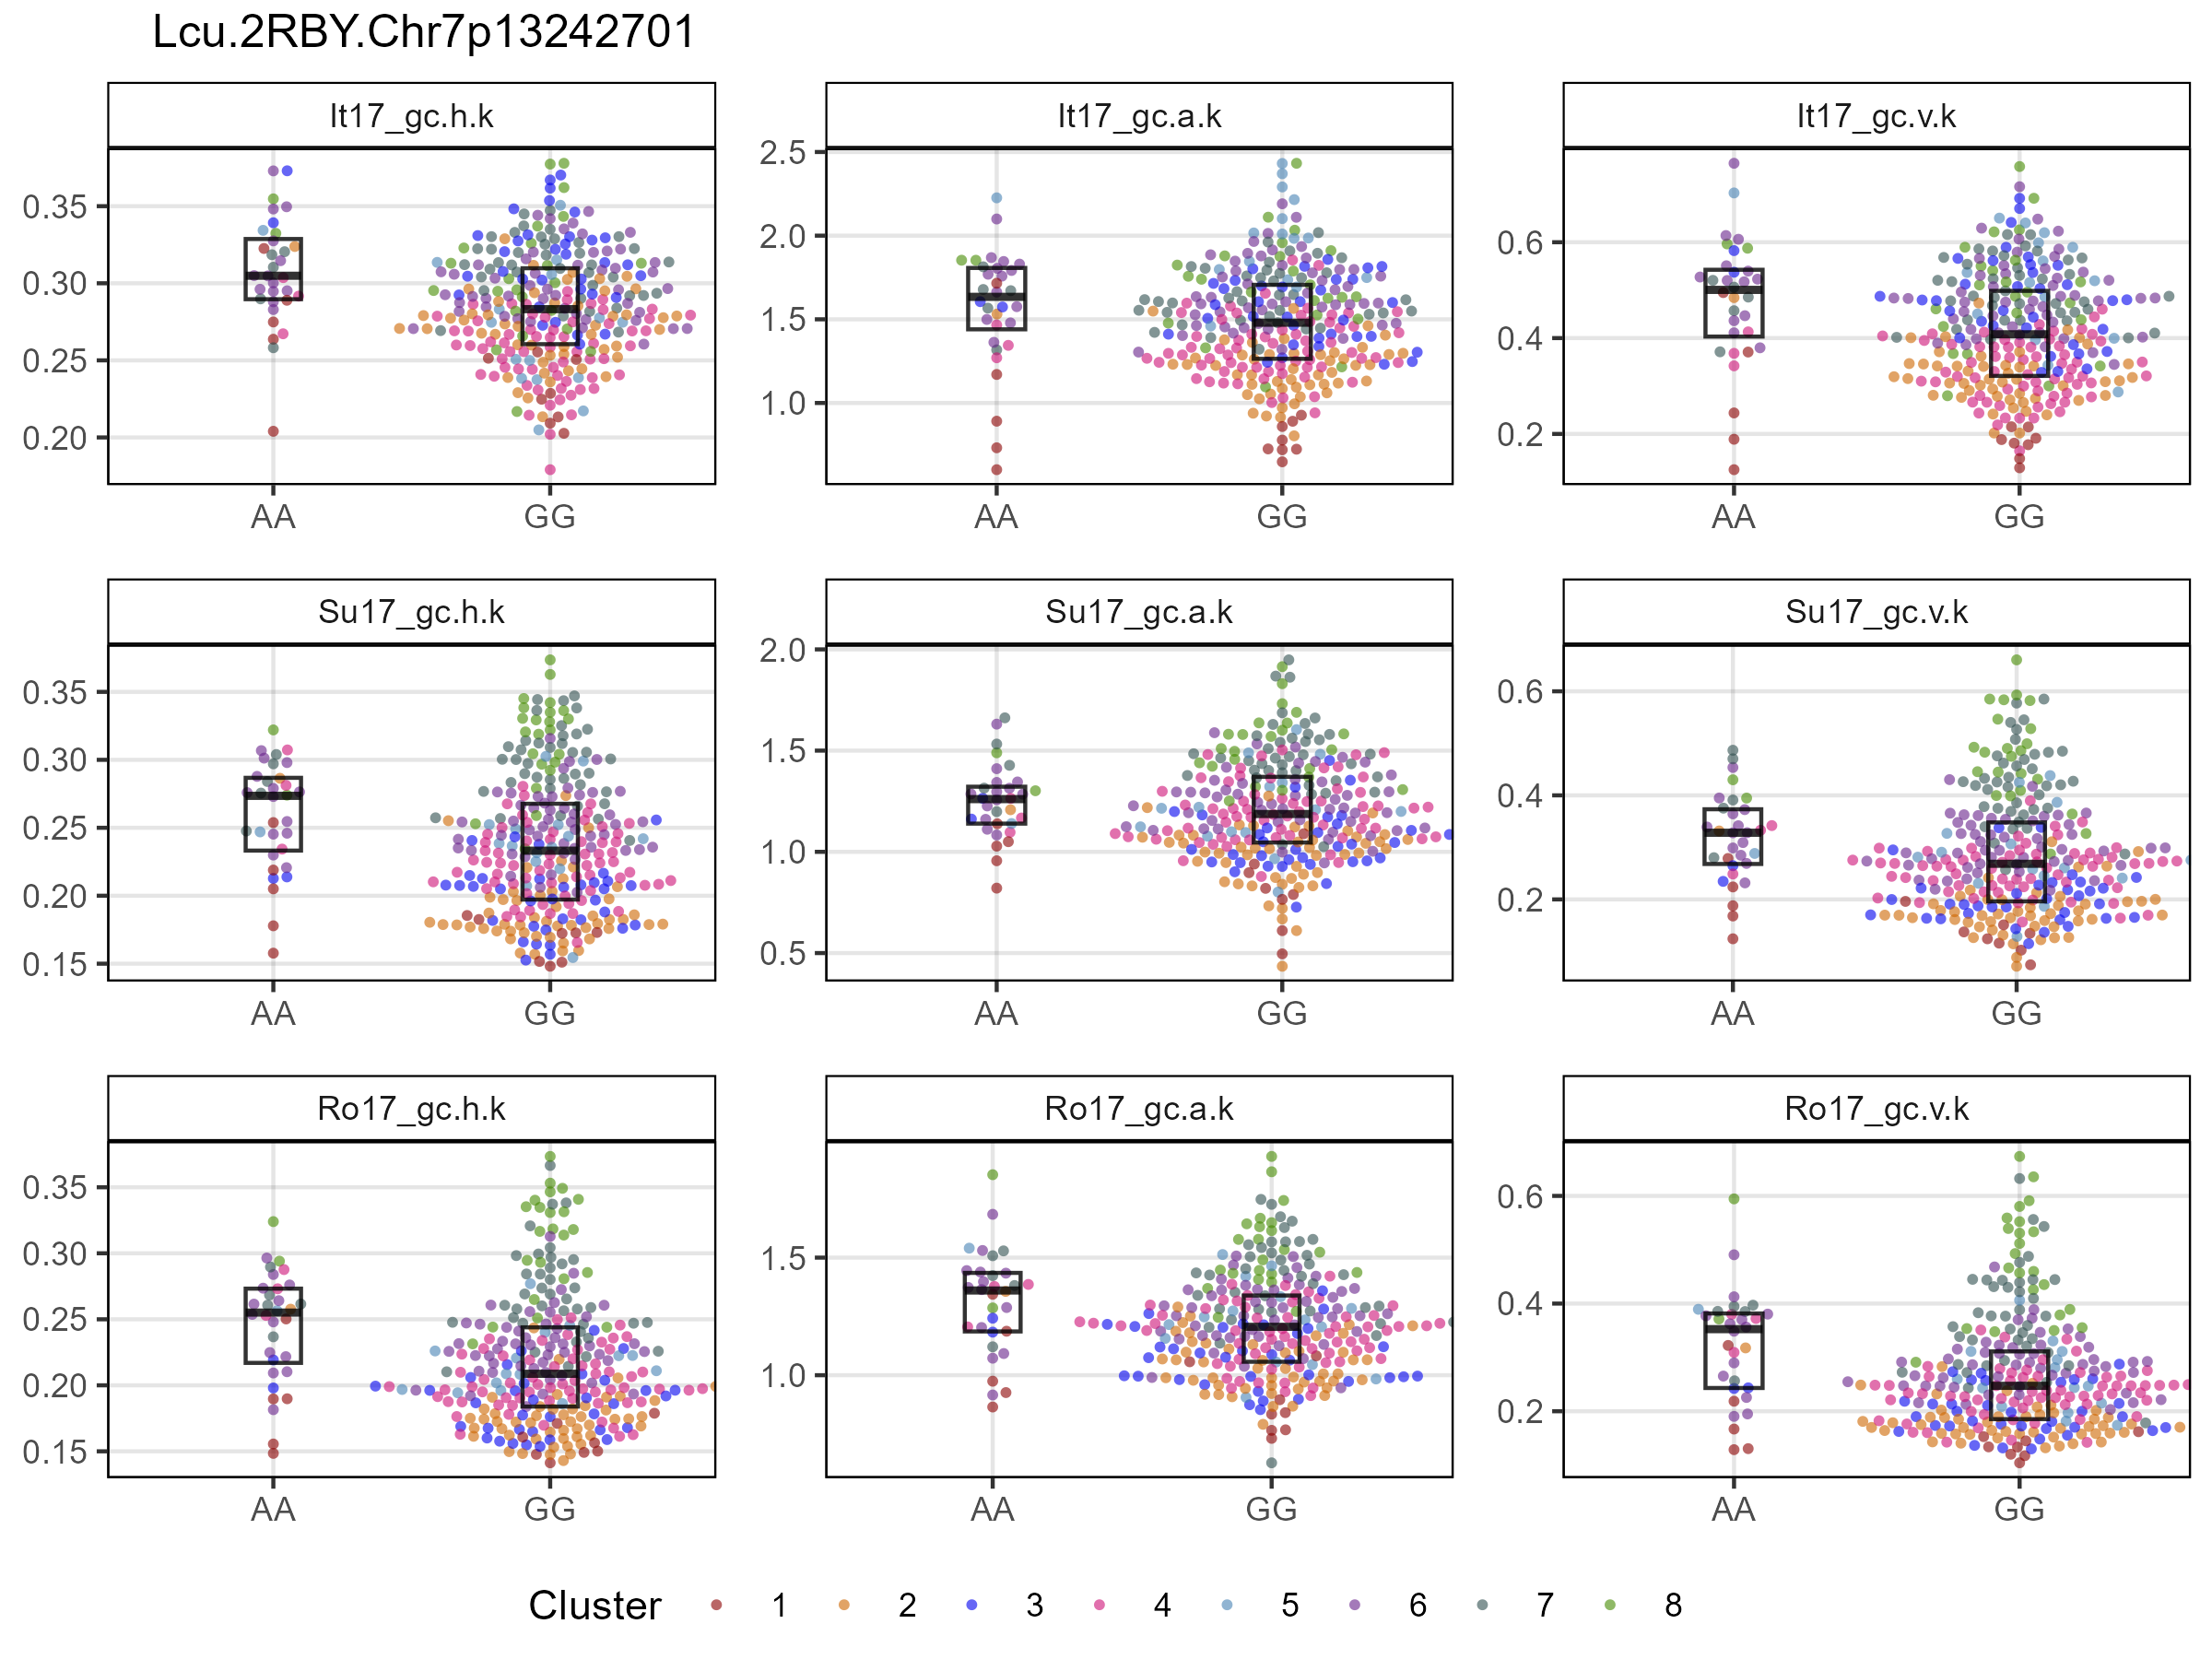 Lcu.2RBY.Chr7p13242701
It17_gc.h.k
It17_gc.a.k
It17_gc.v.k
0.35
0.30
0.25
0.20
AA
GG
2.5
2.0
1.5
1.0
AA
GG
0.6
0.4
0.2
AA
GG
Su17_gc.h.k
Su17_gc.a.k
Su17_gc.v.k
0.35
0.30
0.25
0.20
0.15
AA
GG
2.0
1.5
1.0
0.5
AA
GG
0.6
0.4
0.2
AA
GG
Ro17_gc.h.k
Ro17_gc.a.k
Ro17_gc.v.k
0.35
0.30
0.25
0.20
0.15
AA
GG
1.5
1.0
AA
GG
0.6
0.4
0.2
AA
GG
Cluster 1 2 3 4 5 6 7 8